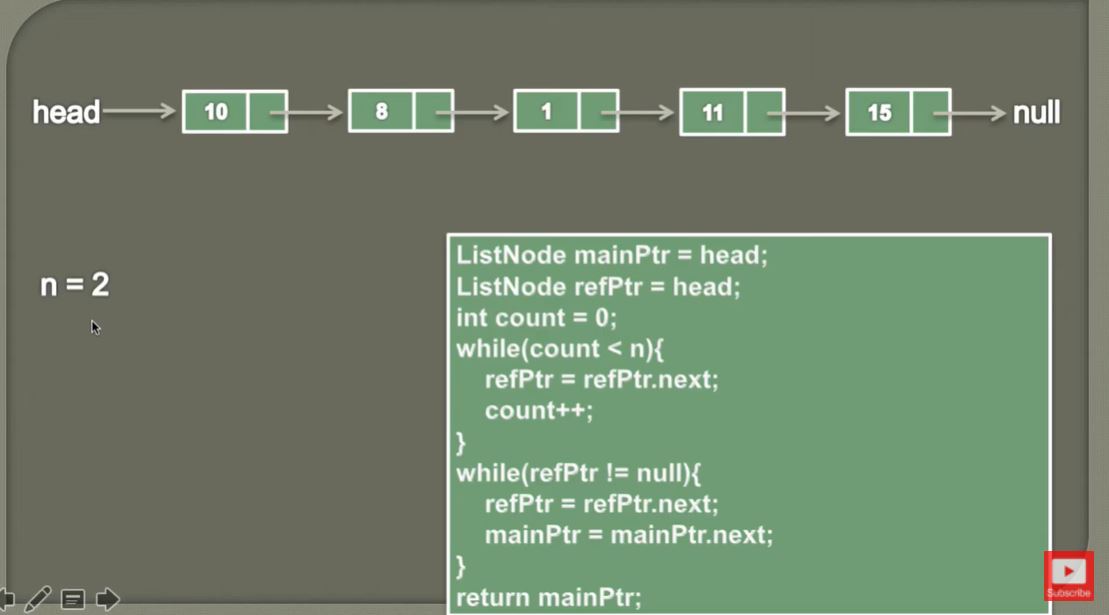 head 10 8 1 11 15 null
n = 2
ListNode mainPtr = head;
ListNode refPtr = head;
int count = 0;
while(count < n){
refPtr = refPtr.next;
count++;
}
while(refPtr != null){
refPtr = refPtr.next;
mainPtr = mainPtr.next;
}
return mainPtr;
Subscribe